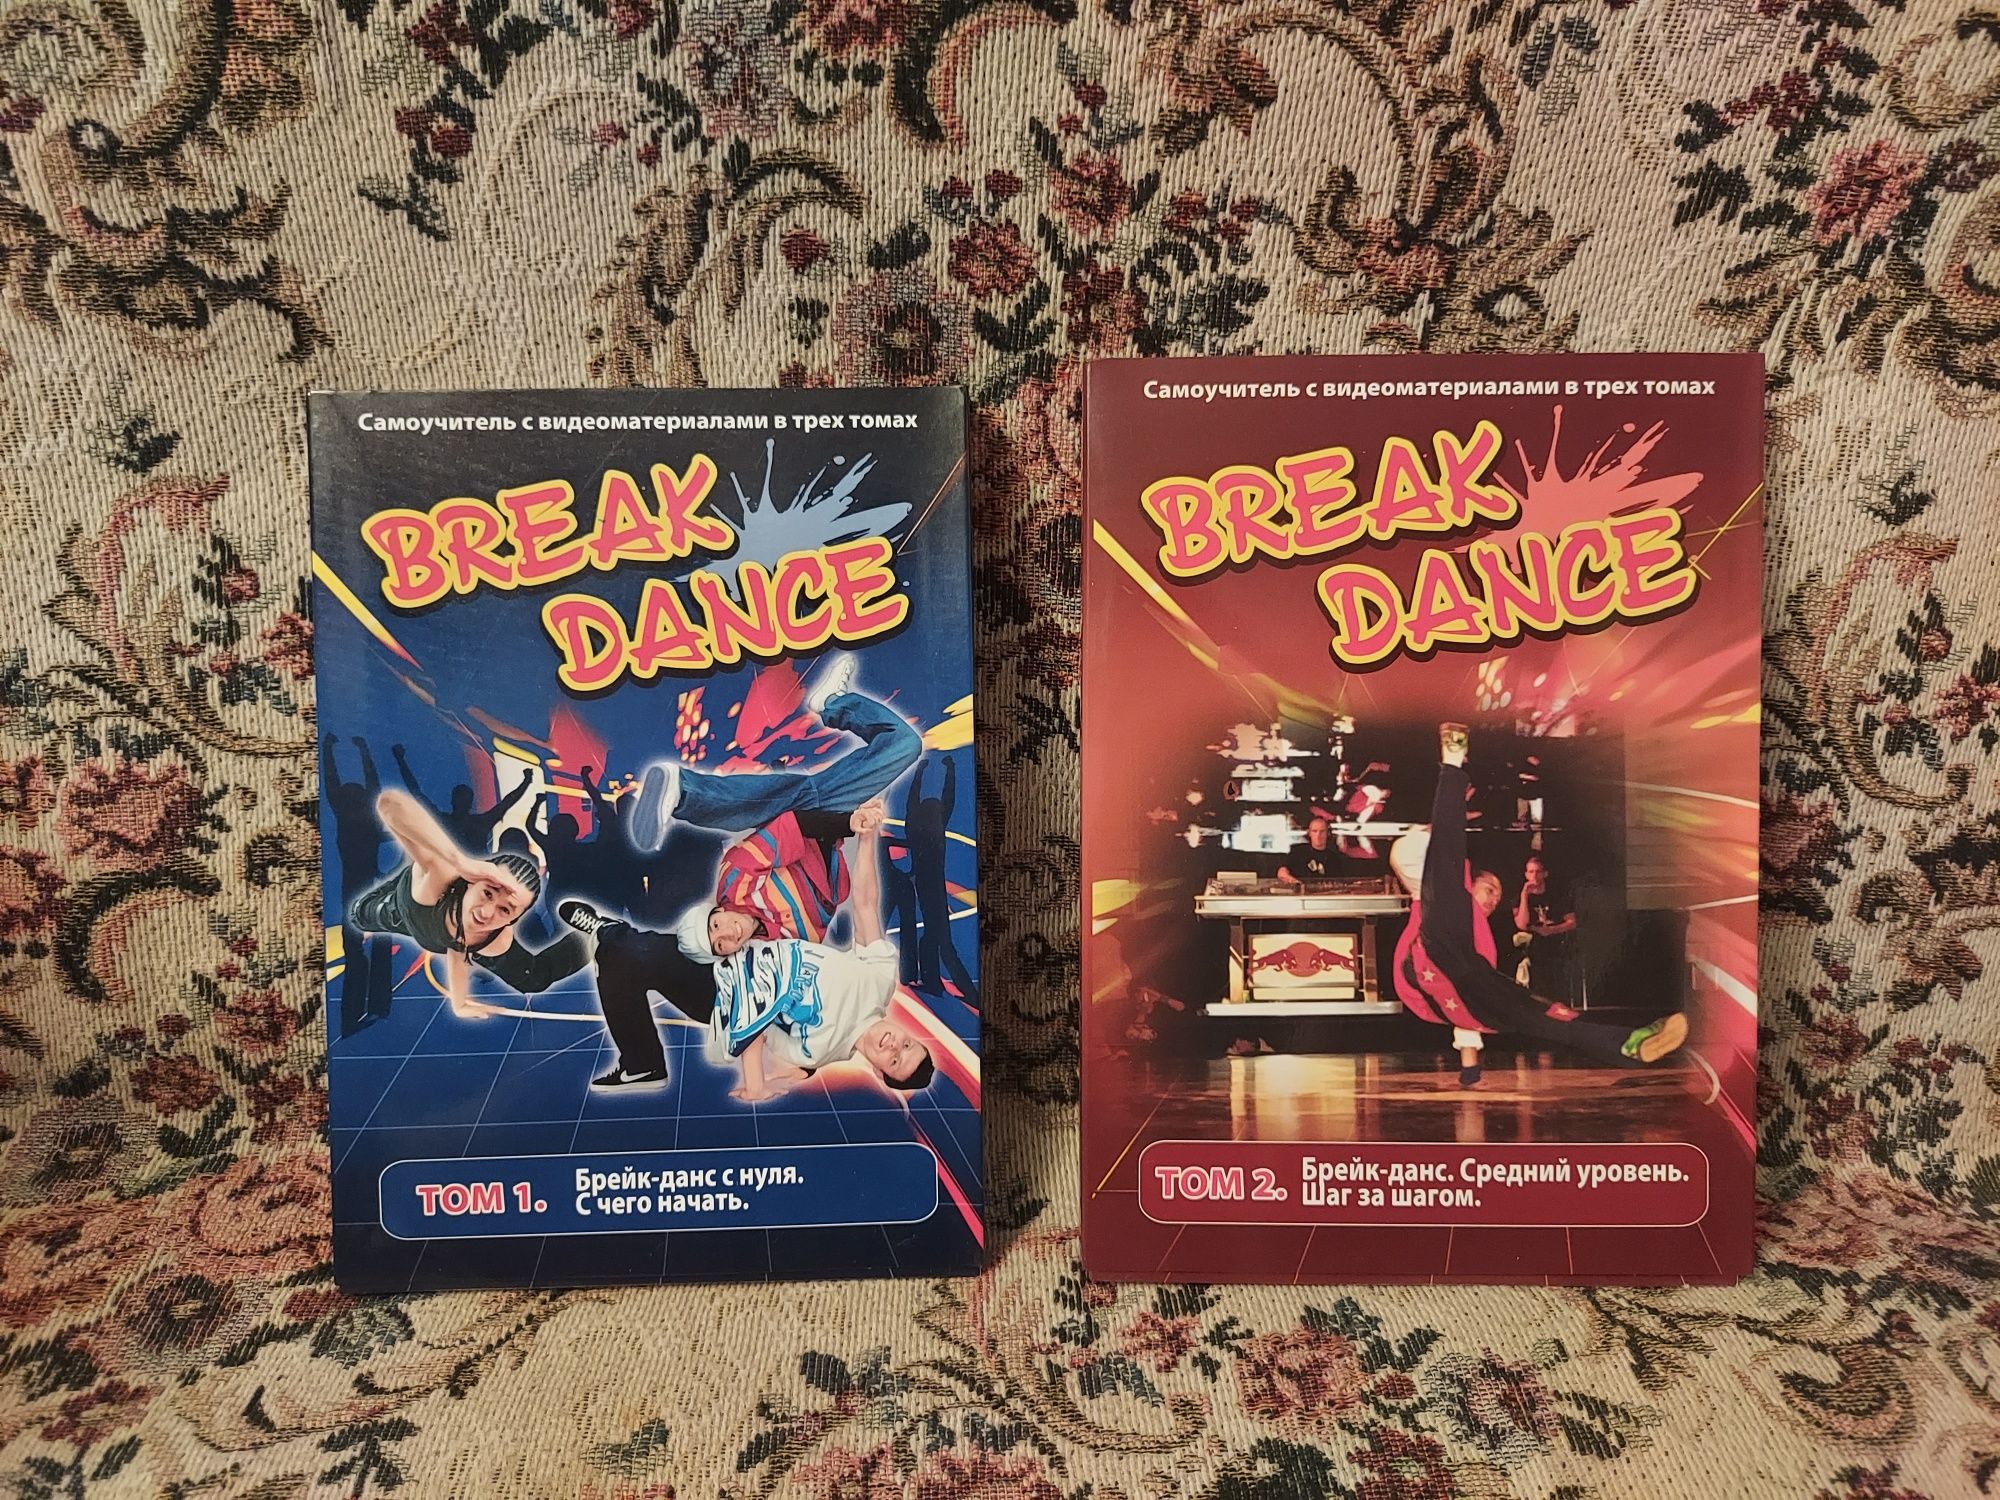 Самоучитель с видеоматериалами в трех томах
BREAK
DANCE
ТОМ 1.
Брейк-данс с нуля.
С чего начать.
Самоучитель с видеоматериалами в трех томах
BREAK
DANCE
ТОМ 2.
Брейк-данс. Средний уровень.
Шаг за шагом.